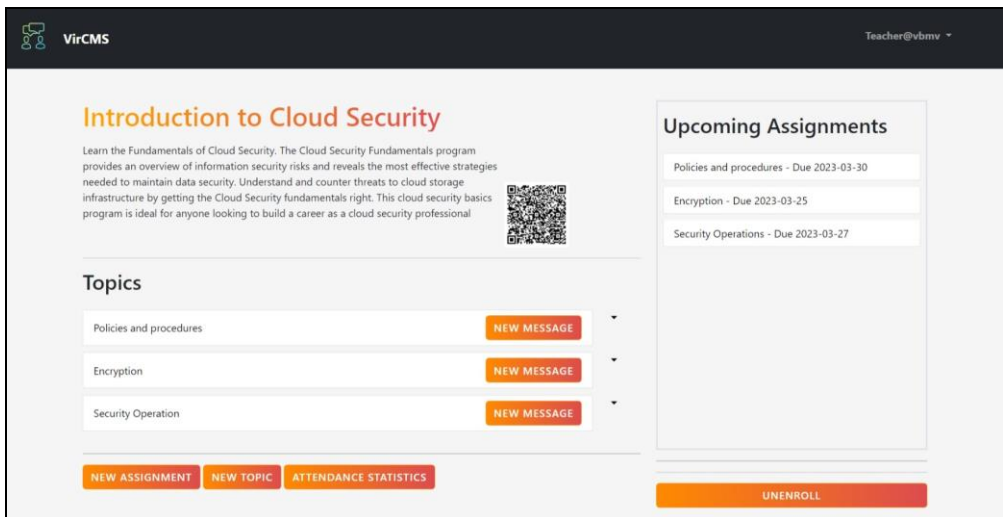 VirCMS
Teacher@vbmv
Introduction to Cloud Security
Learn the Fundamentals of Cloud Security. The Cloud Security Fundamentals program
provides an overview of information security risks and reveals the most effective strategies
needed to maintain data security. Understand and counter threats to cloud storage
infrastructure by getting the Cloud Security fundamentals right. This cloud security basics
program is ideal for anyone looking to build a career as a cloud security professional
Topics
Policies and procedures
NEW MESSAGE
Encryption
NEW MESSAGE
Security Operation
NEW MESSAGE
NEW ASSIGNMENT
NEW TOPIC
ATTENDANCE STATISTICS
Upcoming Assignments
Policies and procedures - Due 2023-03-30
Encryption - Due 2023-03-25
Security Operations - Due 2023-03-27
UNENROLL